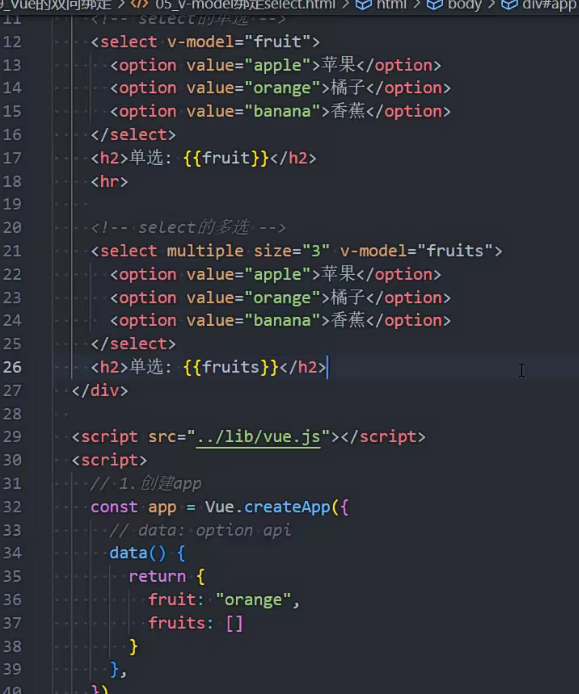 9_Vue的双向绑定 > <> 05_v-model绑定select.html > html > body > div#app
11 <!-- select的单选 -->
12 <select v-model="fruit">
13 <option value="apple">苹果</option>
14 <option value="orange">橘子</option>
15 <option value="banana">香蕉</option>
16 </select>
17 <h2>单选: {{fruit}}</h2>
18 <hr>
19
20 <!-- select的多选 -->
21 <select multiple size="3" v-model="fruits">
22 <option value="apple">苹果</option>
23 <option value="orange">橘子</option>
24 <option value="banana">香蕉</option>
25 </select>
26 <h2>单选: {{fruits}}</h2>
27 </div>
28
29 <script src="../lib/vue.js"></script>
30 <script>
31 // 1.创建app
32 const app = Vue.createApp({
33 // data: option api
34 data() {
35 return {
36 fruit: "orange",
37 fruits: []
38 }
39 },
40 })